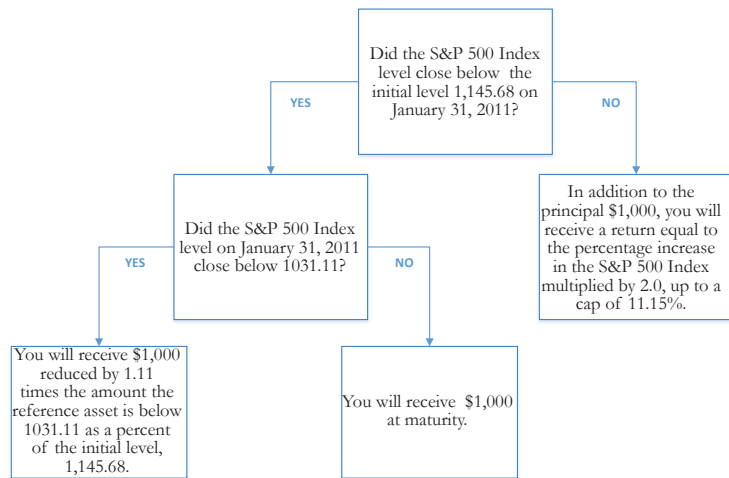 Did the S&P 500 Index
level close below the
initial level 1,145.68 on
January 31, 2011?
YES
NO
Did the S&P 500 Index
level on January 31, 2011
close below 1031.11?
In addition to the
principal $1,000, you will
receive a return equal to
the percentage increase
in the S&P 500 Index
multiplied by 2.0, up to a
cap of 11.15%.
YES
NO
You will receive $1,000
reduced by 1.11
times the amount the
reference asset is below
1031.11 as a percent
of the initial level,
1,145.68.
You will receive $1,000
at maturity.